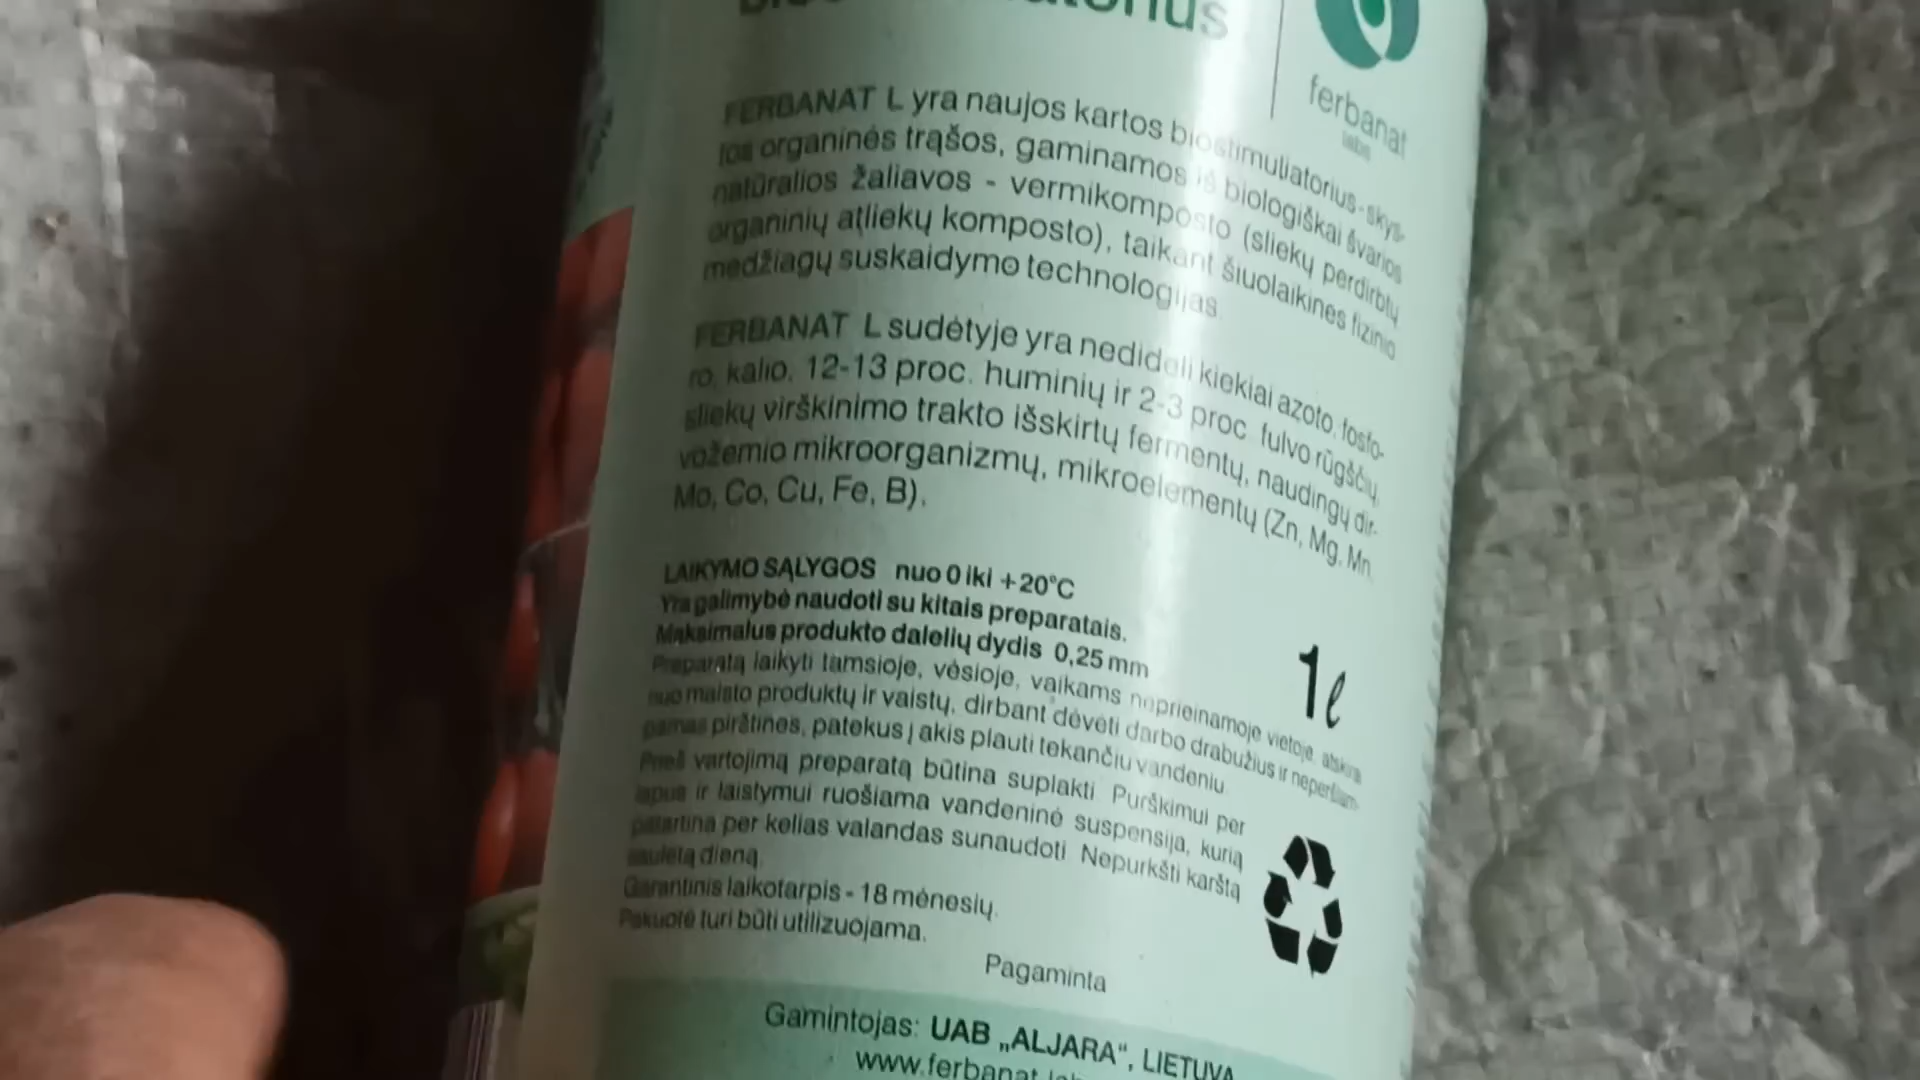 ferbanat
labs
FERBANAT L yra naujos kartos biostimuliatorius-skys-
tos organinės trąšos, gaminamos iš biologiškai švarios
natūralios žaliavos - vermikomposto (sliekų perdirbtų
organinių atliekų komposto), taikant šiuolaikines fizinio
medžiagų suskaidymo technologijas.
FERBANAT L sudėtyje yra nedideli kiekiai azoto, fosfo-
ro, kalio, 12-13 proc. huminių ir 2-3 proc. fulvo rūgščių,
sliekų virškinimo trakto išskirtų fermentų, naudingų dir-
vožemio mikroorganizmų, mikroelementų (Zn, Mg, Mn,
Mo, Co, Cu, Fe, B).
LAIKYMO SĄLYGOS nuo 0 iki +20°C
Yra galimybė naudoti su kitais preparatais.
Maksimalus produkto dalelių dydis 0,25 mm
Preparatą laikyti tamsioje, vėsioje, vaikams neprieinamoje vietoje, atskirai
nuo maisto produktų ir vaistų, dirbant dėvėti darbo drabužius ir neperšlam-
pamas pirštines, patekus į akis plauti tekančiu vandeniu.
Prieš vartojimą preparatą būtina suplakti. Purškimui per
lapus ir laistymui ruošiama vandeninė suspensija, kurią
patartina per kelias valandas sunaudoti. Nepurkšti karštą
saulėtą dieną.
Garantinis laikotarpis - 18 mėnesių.
Pakuotė turi būti utilizuojama.
1ℓ
Pagaminta
Gamintojas: UAB „ALJARA“, LIETUVA